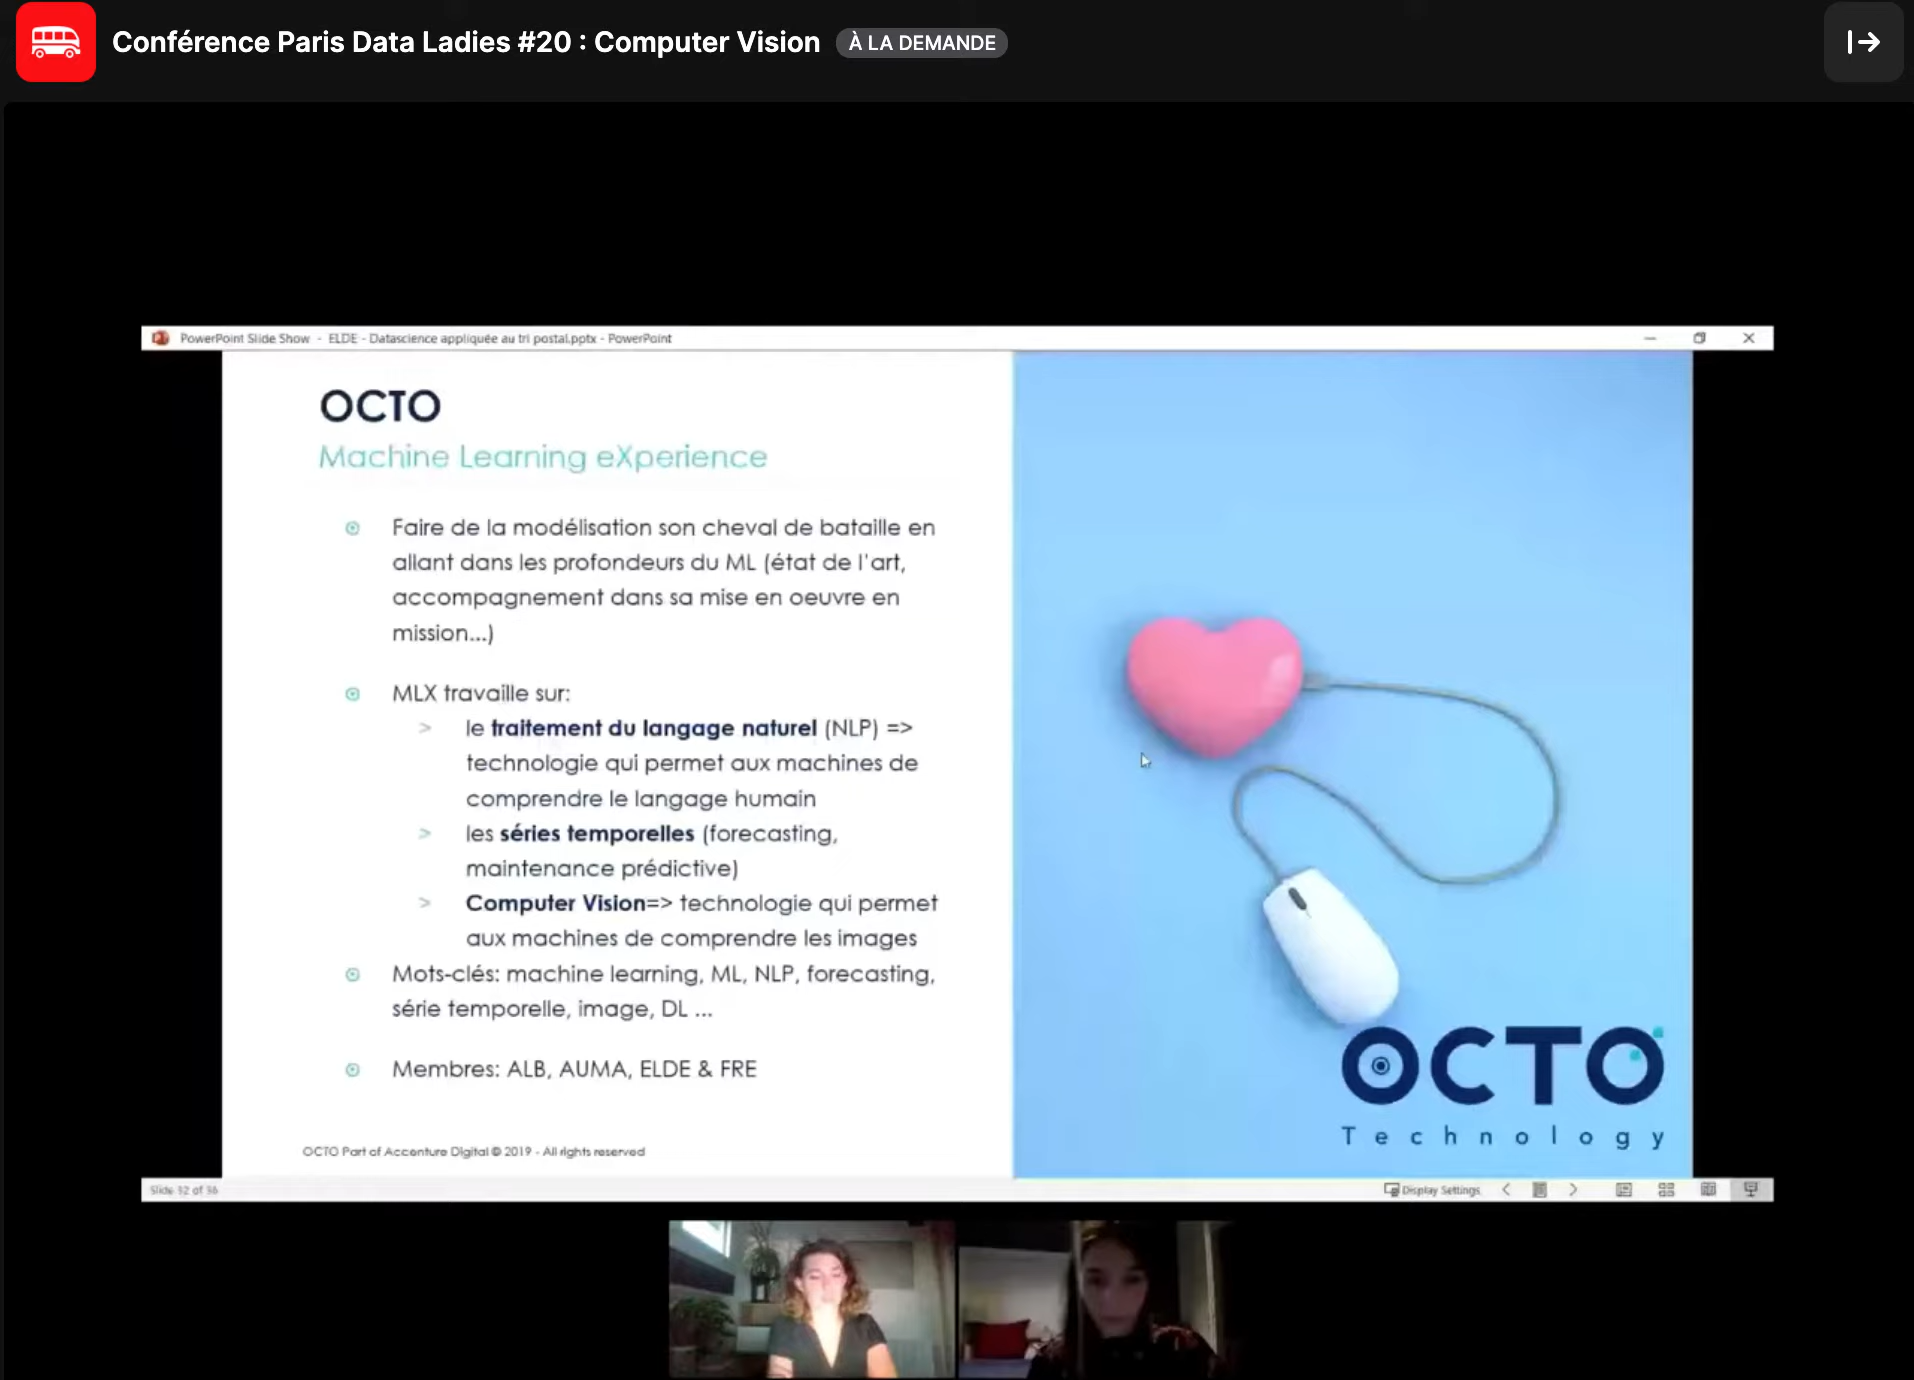 Conférence Paris Data Ladies #20 : Computer Vision À LA DEMANDE
PowerPoint Slide Show - ELDE - Datascience appliquée au tri postal.pptx - PowerPoint
OCTO
Machine Learning eXperience
Faire de la modélisation son cheval de bataille en
allant dans les profondeurs du ML (état de l'art,
accompagnement dans sa mise en oeuvre en
mission...)
MLX travaille sur:
> le traitement du langage naturel (NLP) =>
technologie qui permet aux machines de
comprendre le langage humain
> les séries temporelles (forecasting,
maintenance prédictive)
> Computer Vision=> technologie qui permet
aux machines de comprendre les images
Mots-clés: machine learning, ML, NLP, forecasting,
série temporelle, image, DL ...
Membres: ALB, AUMA, ELDE & FRE
OCTO Part of Accenture Digital © 2019 - All rights reserved
OCTO
Technology
Slide 32 of 36
Display Settings